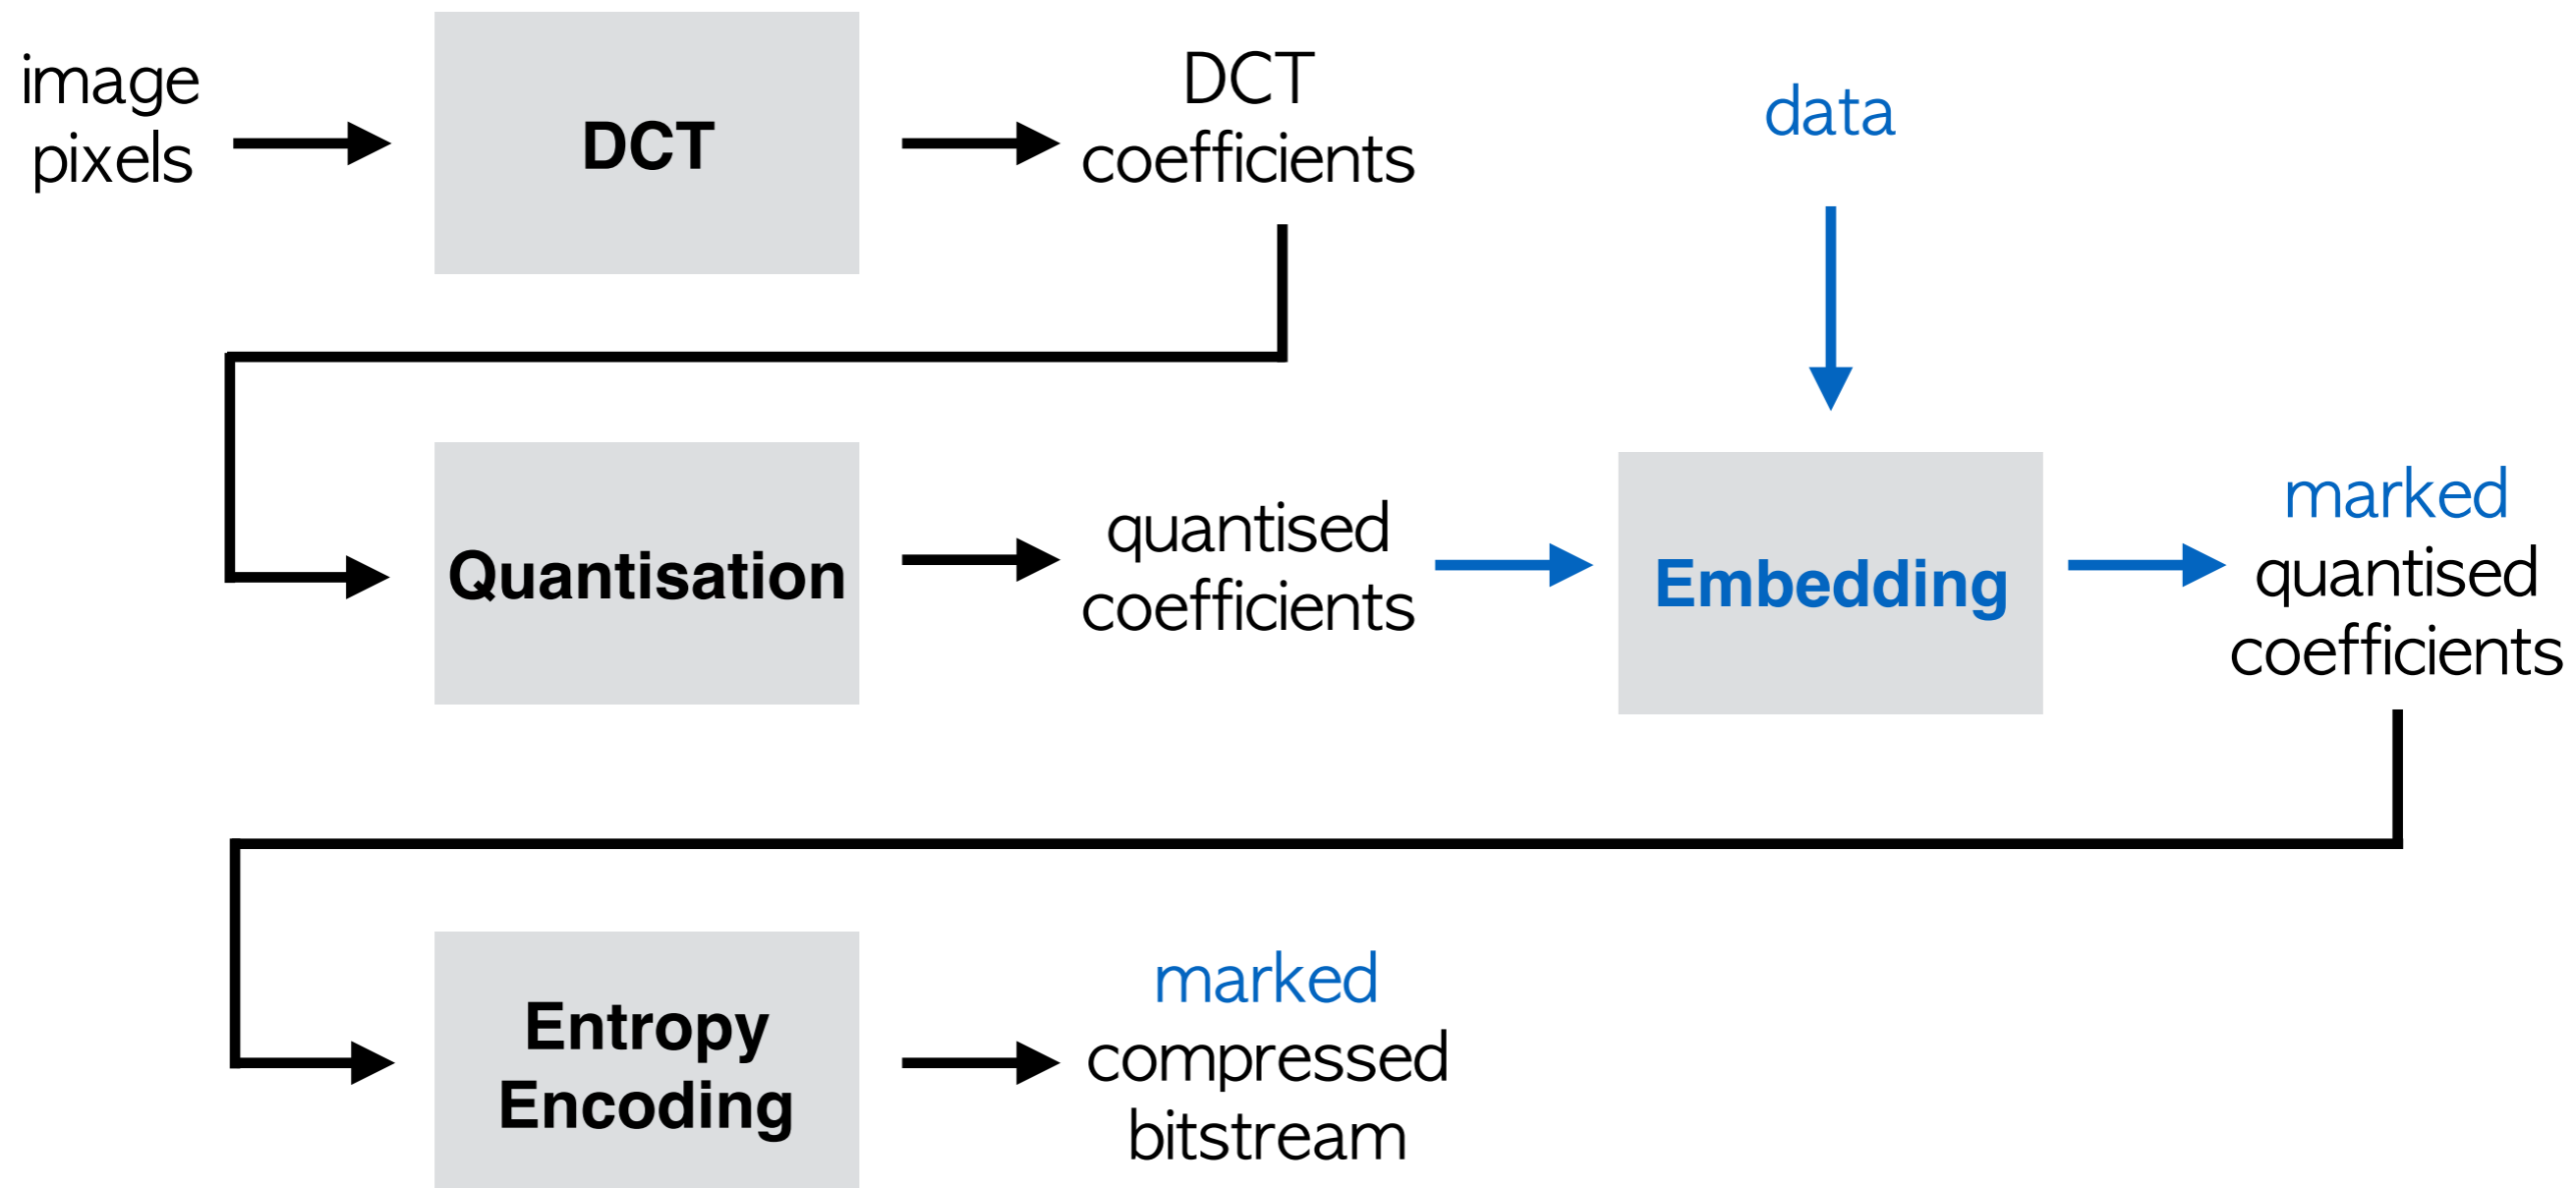 image
pixels
DCT
DCT
coefficients
data
Quantisation
quantised
coefficients
Embedding
marked
quantised
coefficients
Entropy
Encoding
marked
compressed
bitstream